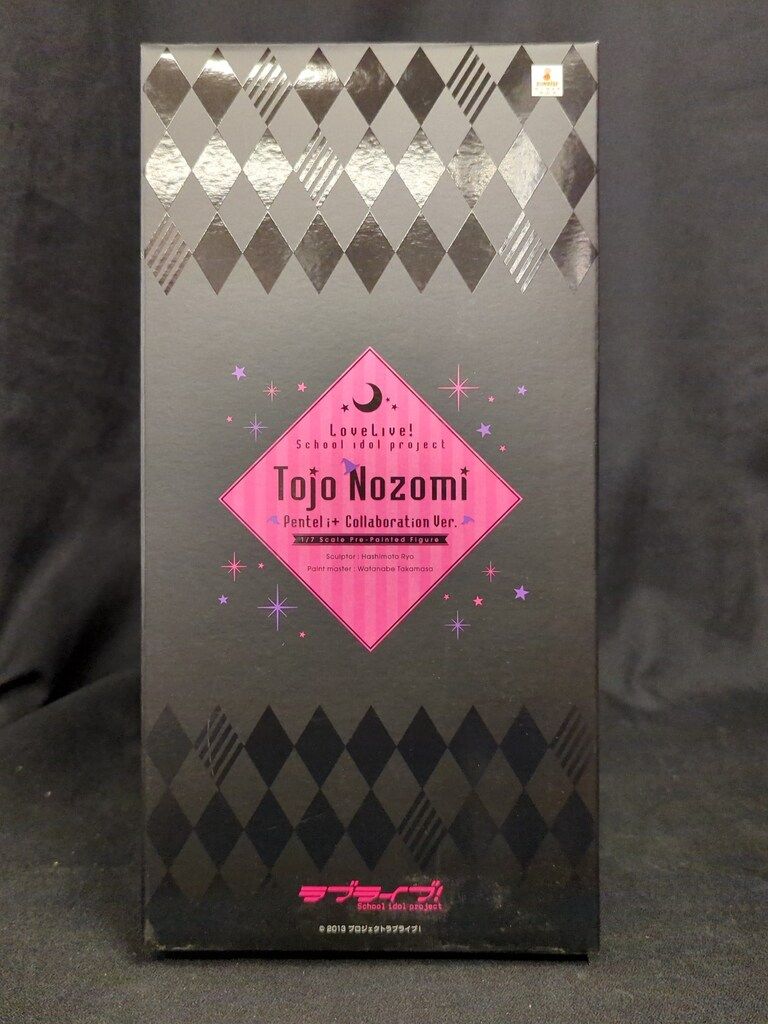 LoveLive!
School idol project
Tojo Nozomi
Pentel i+ Collaboration Ver.
1/7 Scale Pre-Painted Figure
Sculptor : Hashimoto Ryo
Paint master : Watanabe Takamasa
ラブライブ!
School idol project
© 2013 プロジェクトラブライブ!